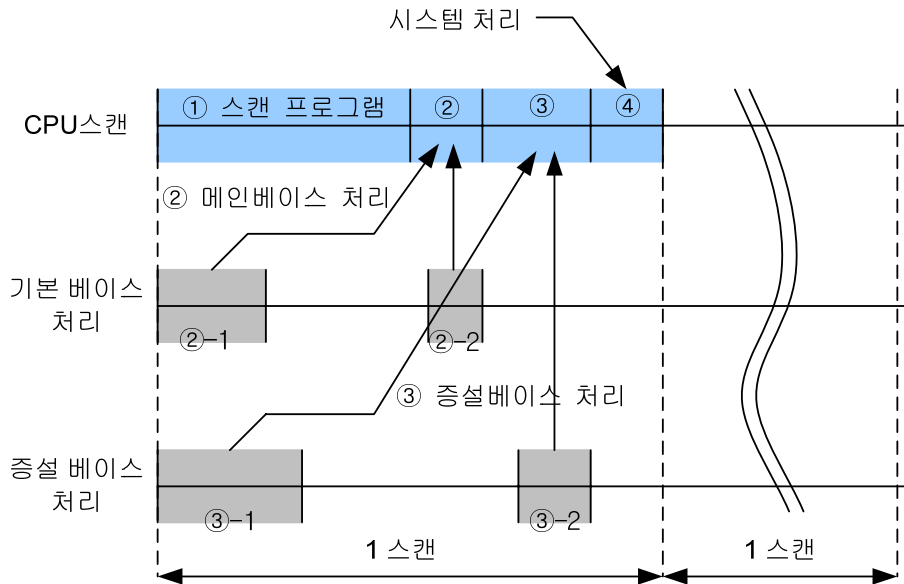 시스템 처리
① 스캔 프로그램
②
③
④
CPU스캔
② 메인베이스 처리
기본 베이스
처리
②-1
②-2
③ 증설베이스 처리
증설 베이스
처리
③-1
③-2
1 스캔
1 스캔